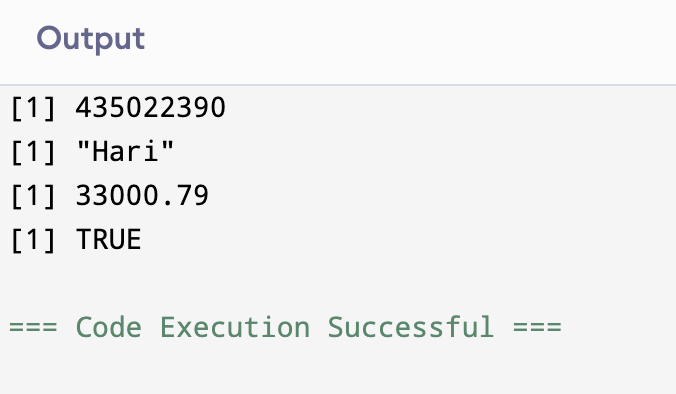 Output
[1] 435022390
[1] "Hari"
[1] 33000.79
[1] TRUE
=== Code Execution Successful ===